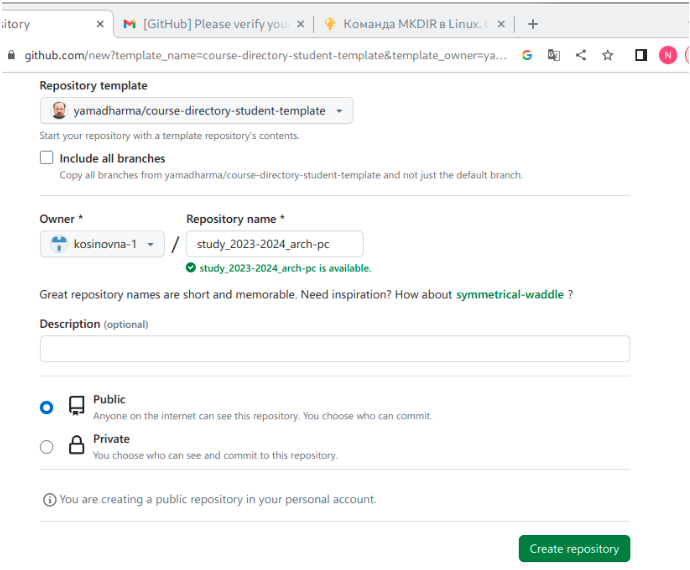 sitory
[GitHub] Please verify your
Команда MKDIR в Linux. С
github.com/new?template_name=course-directory-student-template&template_owner=ya...
N
Repository template
yamadharma/course-directory-student-template
Start your repository with a template repository's contents.
Include all branches
Copy all branches from yamadharma/course-directory-student-template and not just the default branch.
Owner *
Repository name *
kosinovna-1 / study_2023-2024_arch-pc
study_2023-2024_arch-pc is available.
Great repository names are short and memorable. Need inspiration? How about symmetrical-waddle ?
Description (optional)
Public
Anyone on the internet can see this repository. You choose who can commit.
Private
You choose who can see and commit to this repository.
You are creating a public repository in your personal account.
Create repository